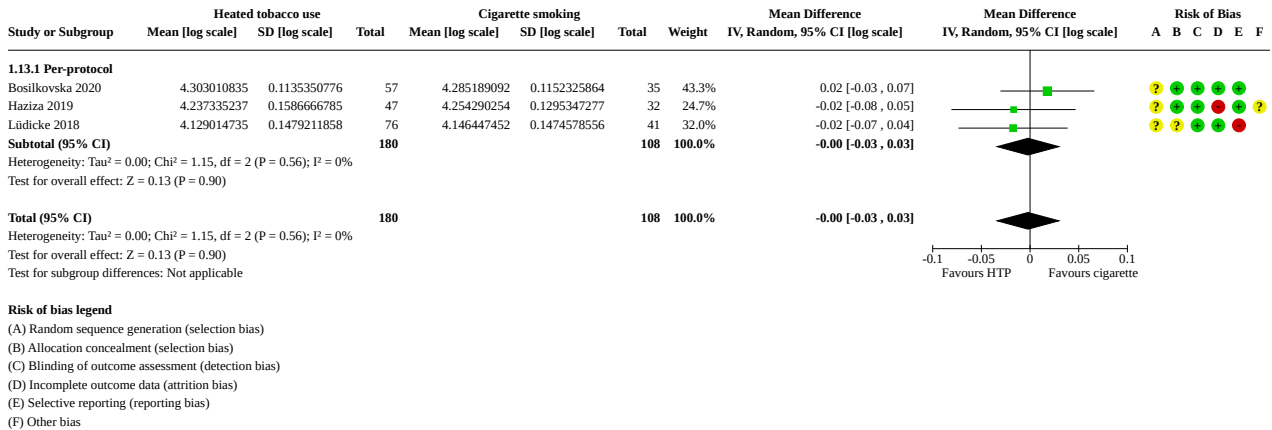 Heated tobacco use Cigarette smoking Mean Difference Mean Difference Risk of Bias
Study or Subgroup Mean [log scale] SD [log scale] Total Mean [log scale] SD [log scale] Total Weight IV, Random, 95% CI [log scale] IV, Random, 95% CI [log scale] A B C D E F
1.13.1 Per-protocol
Bosilkovska 2020 4.303010835 0.1135350776 57 4.285189092 0.1152325864 35 43.3% 0.02 [-0.03 , 0.07] ? + + + +
Haziza 2019 4.237335237 0.1586666785 47 4.254290254 0.1295347277 32 24.7% -0.02 [-0.08 , 0.05] ? + + - + ?
Lüdicke 2018 4.129014735 0.1479211858 76 4.146447452 0.1474578556 41 32.0% -0.02 [-0.07 , 0.04] ? ? + + -
Subtotal (95% CI) 180 108 100.0% -0.00 [-0.03 , 0.03]
Heterogeneity: Tau² = 0.00; Chi² = 1.15, df = 2 (P = 0.56); I² = 0%
Test for overall effect: Z = 0.13 (P = 0.90)
Total (95% CI) 180 108 100.0% -0.00 [-0.03 , 0.03]
Heterogeneity: Tau² = 0.00; Chi² = 1.15, df = 2 (P = 0.56); I² = 0%
Test for overall effect: Z = 0.13 (P = 0.90) -0.1 -0.05 0 0.05 0.1
Test for subgroup differences: Not applicable Favours HTP Favours cigarette
Risk of bias legend
(A) Random sequence generation (selection bias)
(B) Allocation concealment (selection bias)
(C) Blinding of outcome assessment (detection bias)
(D) Incomplete outcome data (attrition bias)
(E) Selective reporting (reporting bias)
(F) Other bias